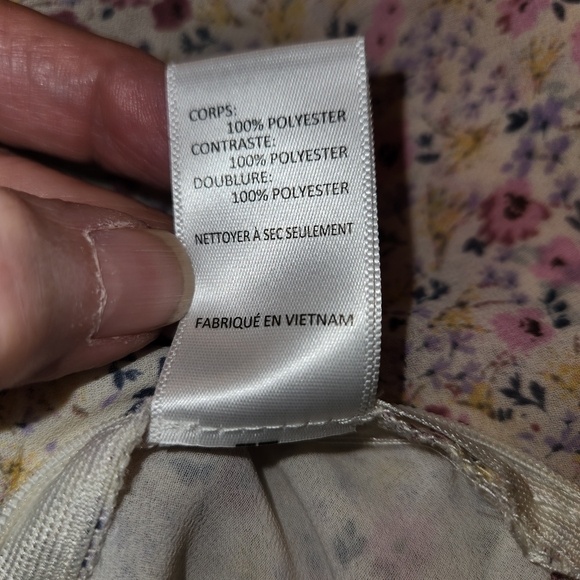 CORPS:
100% POLYESTER
CONTRASTE:
100% POLYESTER
DOUBLURE:
100% POLYESTER
NETTOYER À SEC SEULEMENT
FABRIQUÉ EN VIETNAM